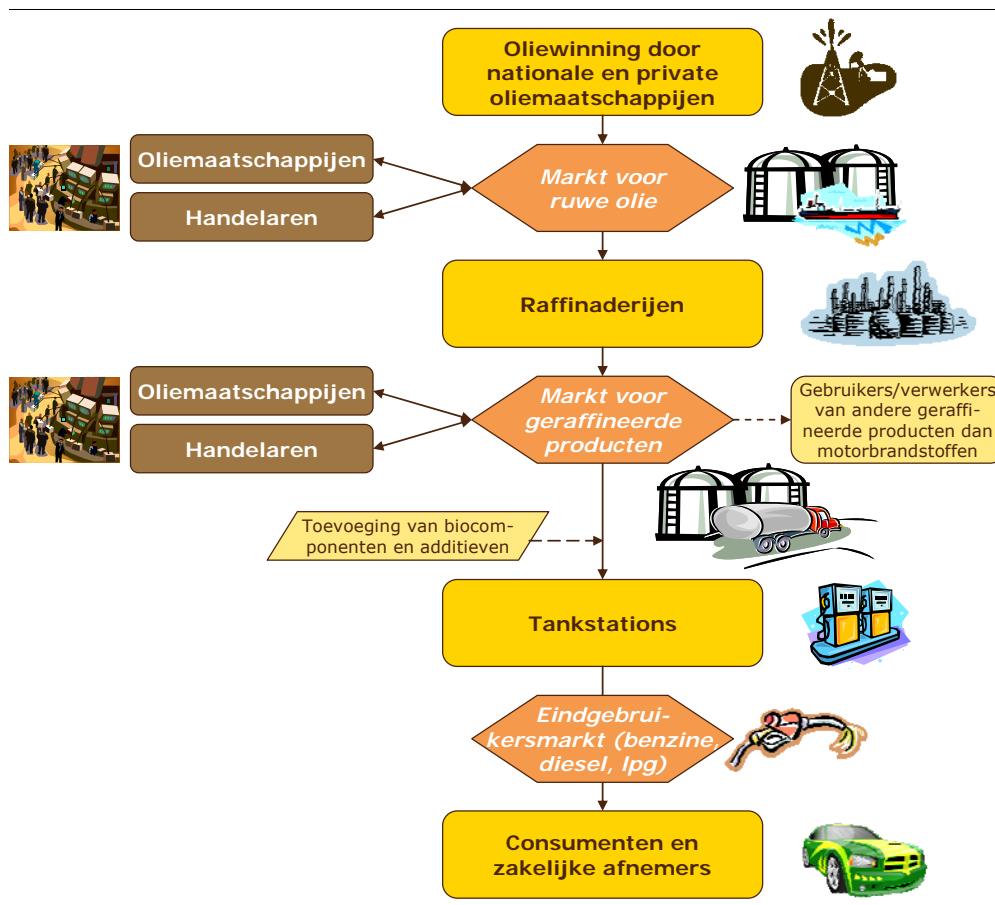 Oliewinning door
nationale en private
oliemaatschappijen
Oliemaatschappijen
Handelaren
Markt voor
ruwe olie
Raffinaderijen
Oliemaatschappijen
Handelaren
Markt voor
geraffineerde
producten
Gebruikers/verwerkers
van andere geraffi-
neerde producten dan
motorbrandstoffen
Toevoeging van biocom-
ponenten en additieven
Tankstations
Eindgebrui-
kersmarkt (benzine,
diesel, lpg)
Consumenten en
zakelijke afnemers